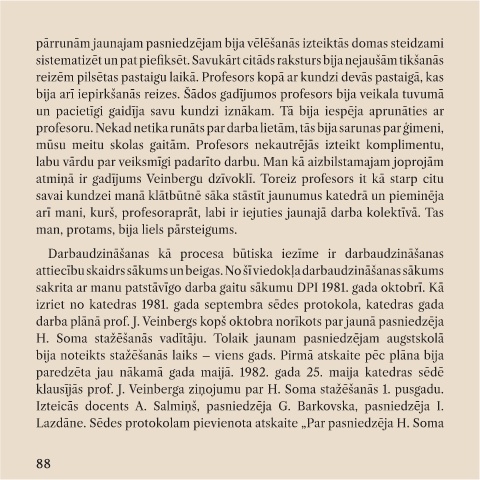 pārrunām jaunajam pasniedzējam bija vēlēšanās izteiktās domas steidzami
sistematizēt un pat piefiksēt. Savukārt citāds raksturs bija nejaušām tikšanās
reizēm pilsētas pastaigu laikā. Profesors kopā ar kundzi devās pastaigā, kas
bija arī iepirkšanās reizes. Šādos gadījumos profesors bija veikala tuvumā
un pacietīgi gaidīja savu kundzi iznākam. Tā bija iespēja aprunāties ar
profesoru. Nekad netika runāts par darba lietām, tās bija sarunas par ģimeni,
mūsu meitu skolas gaitām. Profesors nekautrējās izteikt komplimentu,
labu vārdu par veiksmīgi padarīto darbu. Man kā aizbilstamajam joprojām
atmiņā ir gadījums Veinbergu dzīvoklī. Toreiz profesors it kā starp citu
savai kundzei manā klātbūtnē sāka stāstīt jaunumus katedrā un pieminēja
arī mani, kurš, profesoraprāt, labi ir iejuties jaunajā darba kolektīvā. Tas
man, protams, bija liels pārsteigums.
Darbaudzināšanas kā procesa būtiska iezīme ir darbaudzināšanas
attiecību skaidrs sākums un beigas. No šī viedokļa darbaudzināšanas sākums
sakrita ar manu patstāvīgo darba gaitu sākumu DPI 1981. gada oktobrī. Kā
izriet no katedras 1981. gada septembra sēdes protokola, katedras gada
darba plānā prof. J. Veinbergs kopš oktobra norīkots par jaunā pasniedzēja
H. Soma stažēšanās vadītāju. Tolaik jaunam pasniedzējam augstskolā
bija noteikts stažēšanās laiks – viens gads. Pirmā atskaite pēc plāna bija
paredzēta jau nākamā gada maijā. 1982. gada 25. maija katedras sēdē
klausījās prof. J. Veinberga ziņojumu par H. Soma stažēšanās 1. pusgadu.
Izteicās docents A. Salmiņš, pasniedzēja G. Barkovska, pasniedzēja I.
Lazdāne. Sēdes protokolam pievienota atskaite „Par pasniedzēja H. Soma
88